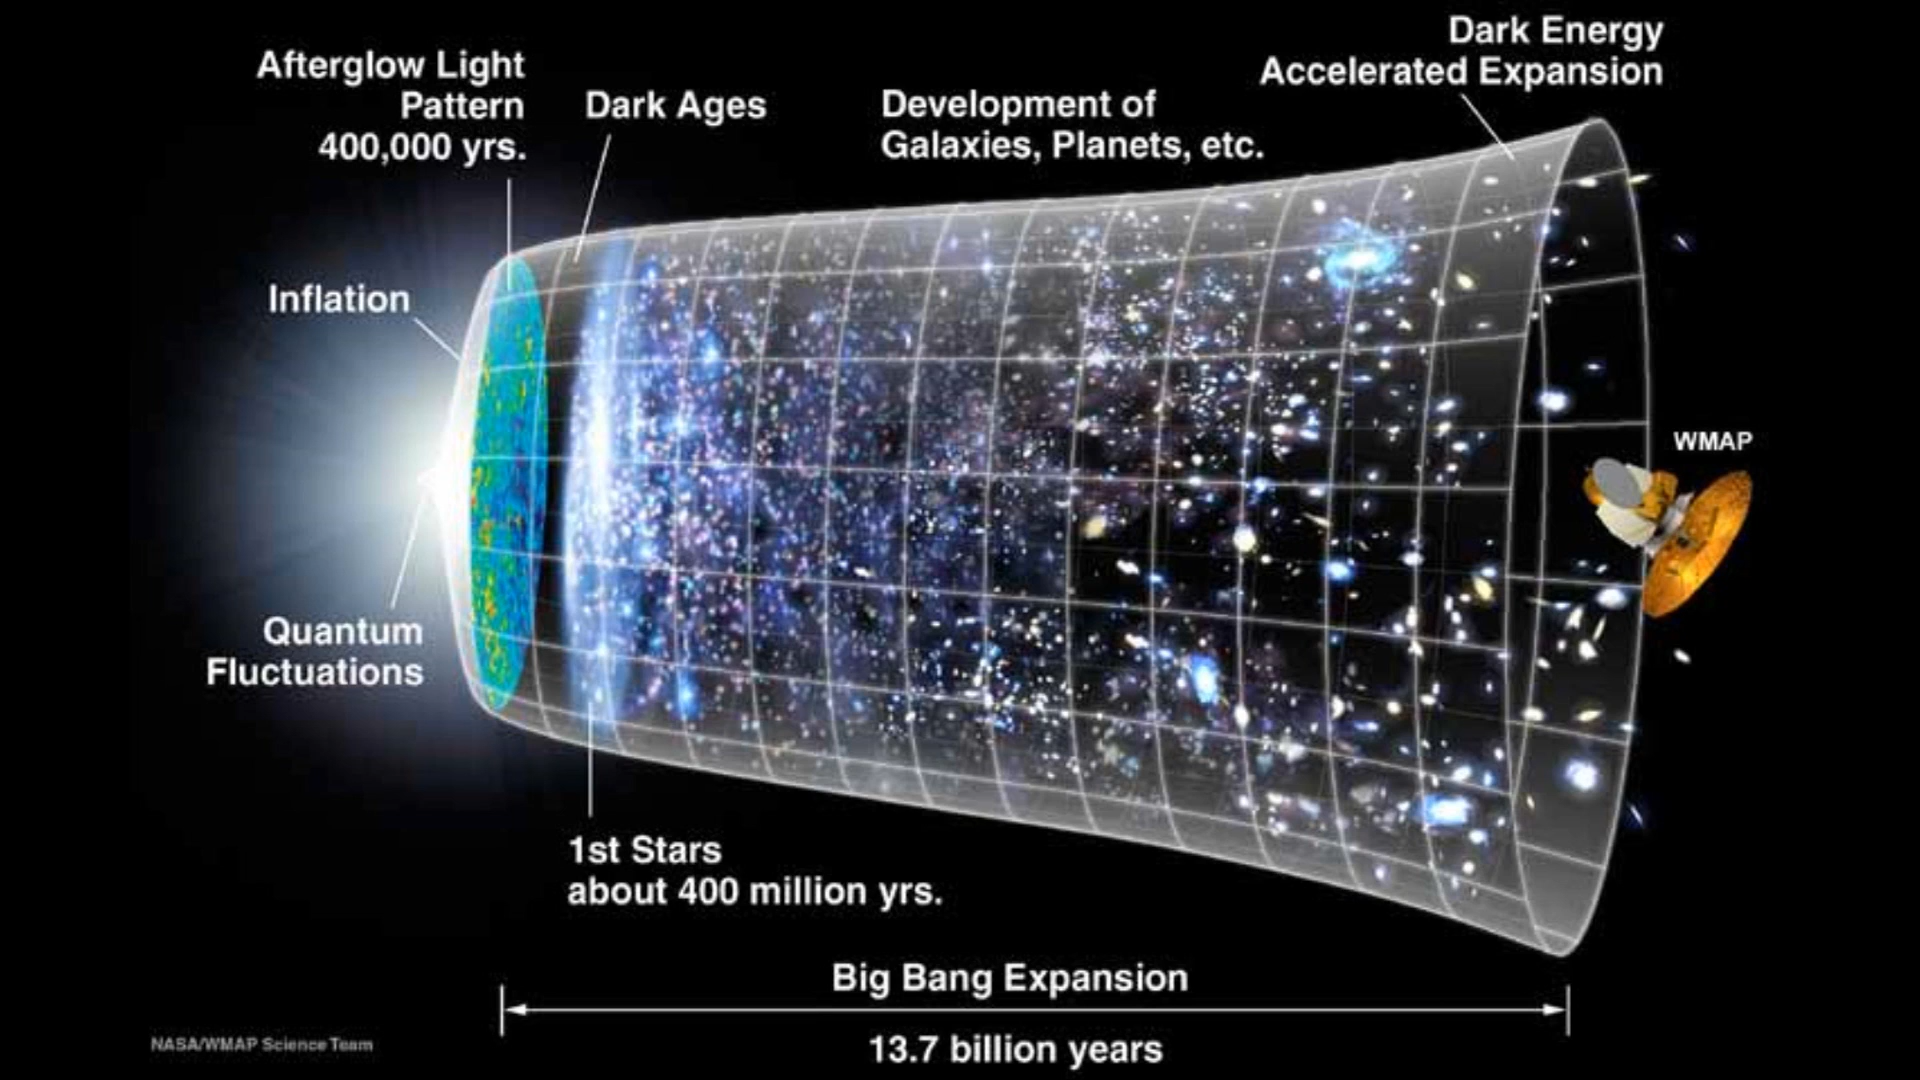 Dark Energy
Accelerated Expansion
Afterglow Light
Pattern
400,000 yrs.
Dark Ages
Development of
Galaxies, Planets, etc.
Inflation
WMAP
Quantum
Fluctuations
1st Stars
about 400 million yrs.
Big Bang Expansion
13.7 billion years
NASA/WMAP Science Team